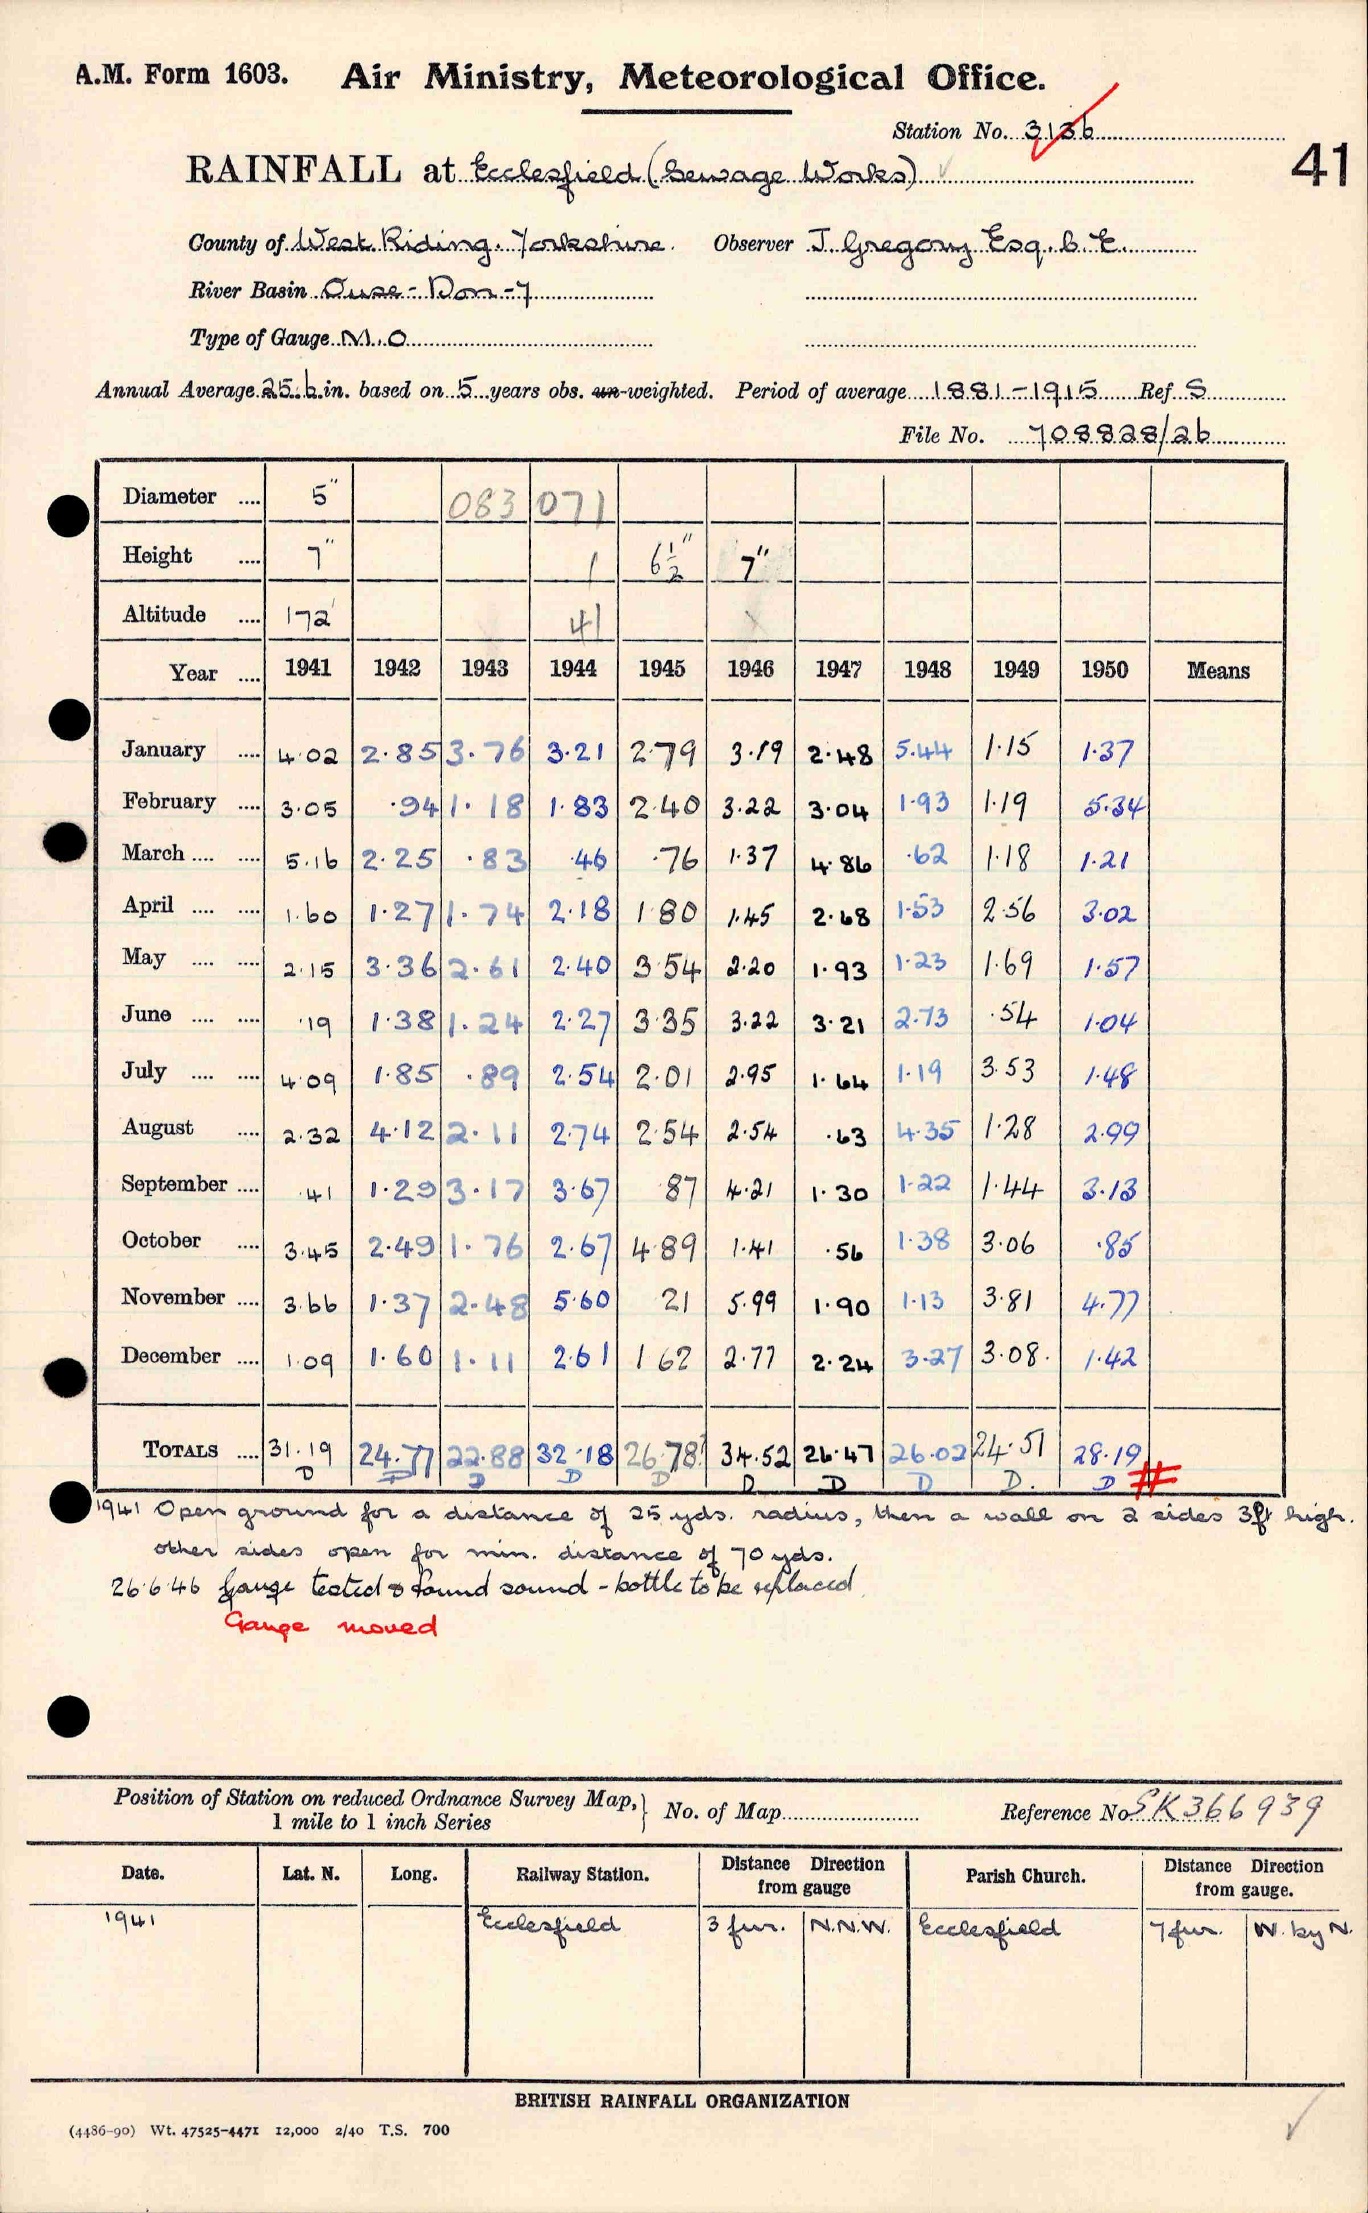 A.M. Form 1603. Air Ministry, Meteorological Office.
Station No. 3136
41
RAINFALL at Ecclesfield (Sewage Works)
County of West Riding. Yorkshire. Observer J Gregory Esq. C.E.
River Basin Ouse - Don - 7
Type of Gauge M.O
Annual Average 25.6 in. based on 5 years obs. un-weighted. Period of average 1881-1915 Ref S
File No. 708828/26
Diameter .... 5" 083 071
Height .... 7" 1 6½" 7"
Altitude .... 172' 41
Year .... 1941 1942 1943 1944 1945 1946 1947 1948 1949 1950 Means
January .... 4.02 2.85 3.76 3.21 2.79 3.19 2.48 5.44 1.15 1.37
February .... 3.05 .94 1.18 1.83 2.40 3.22 3.04 1.93 1.19 5.34
March .... .... 5.16 2.25 .83 .46 .76 1.37 4.86 .62 1.18 1.21
April .... .... 1.60 1.27 1.74 2.18 1.80 1.45 2.68 1.53 2.56 3.02
May .... .... 2.15 3.36 2.61 2.40 3.54 2.20 1.93 1.23 1.69 1.57
June .... .... .19 1.38 1.24 2.27 3.35 3.22 3.21 2.73 .54 1.04
July .... .... 4.09 1.85 .89 2.54 2.01 2.95 1.64 1.19 3.53 1.48
August .... 2.32 4.12 2.11 2.74 2.54 2.54 .63 4.35 1.28 2.99
September .... .41 1.29 3.17 3.67 87 4.21 1.30 1.22 1.44 3.13
October .... 3.45 2.49 1.76 2.67 4.89 1.41 .56 1.38 3.06 .85
November .... 3.66 1.37 2.48 5.60 21 5.99 1.90 1.13 3.81 4.77
December .... 1.09 1.60 1.11 2.61 1 62 2.77 2.24 3.27 3.08. 1.42
TOTALS .... 31.19 24.77 22.88 32.18 26.78? 34.52 26.47 26.02 24.51 28.19
D D D D D D D D D. D #
1941 Open ground for a distance of 25 yds. radius, then a wall on 2 sides 3ft high.
other sides open for min. distance of 70 yds.
26.6.46 Gauge tested & found sound - bottle to be replaced
Gauge moved
Position of Station on reduced Ordnance Survey Map, 1 mile to 1 inch Series } No. of Map Reference No. SK366939
Date. Lat. N. Long. Railway Station. Distance Direction from gauge Parish Church. Distance Direction from gauge.
1941 Ecclesfield 3 fur. N.N.W. Ecclesfield 7 fur. W. by N.
BRITISH RAINFALL ORGANIZATION
(4486-90) Wt. 47525-4471 12,000 2/40 T.S. 700